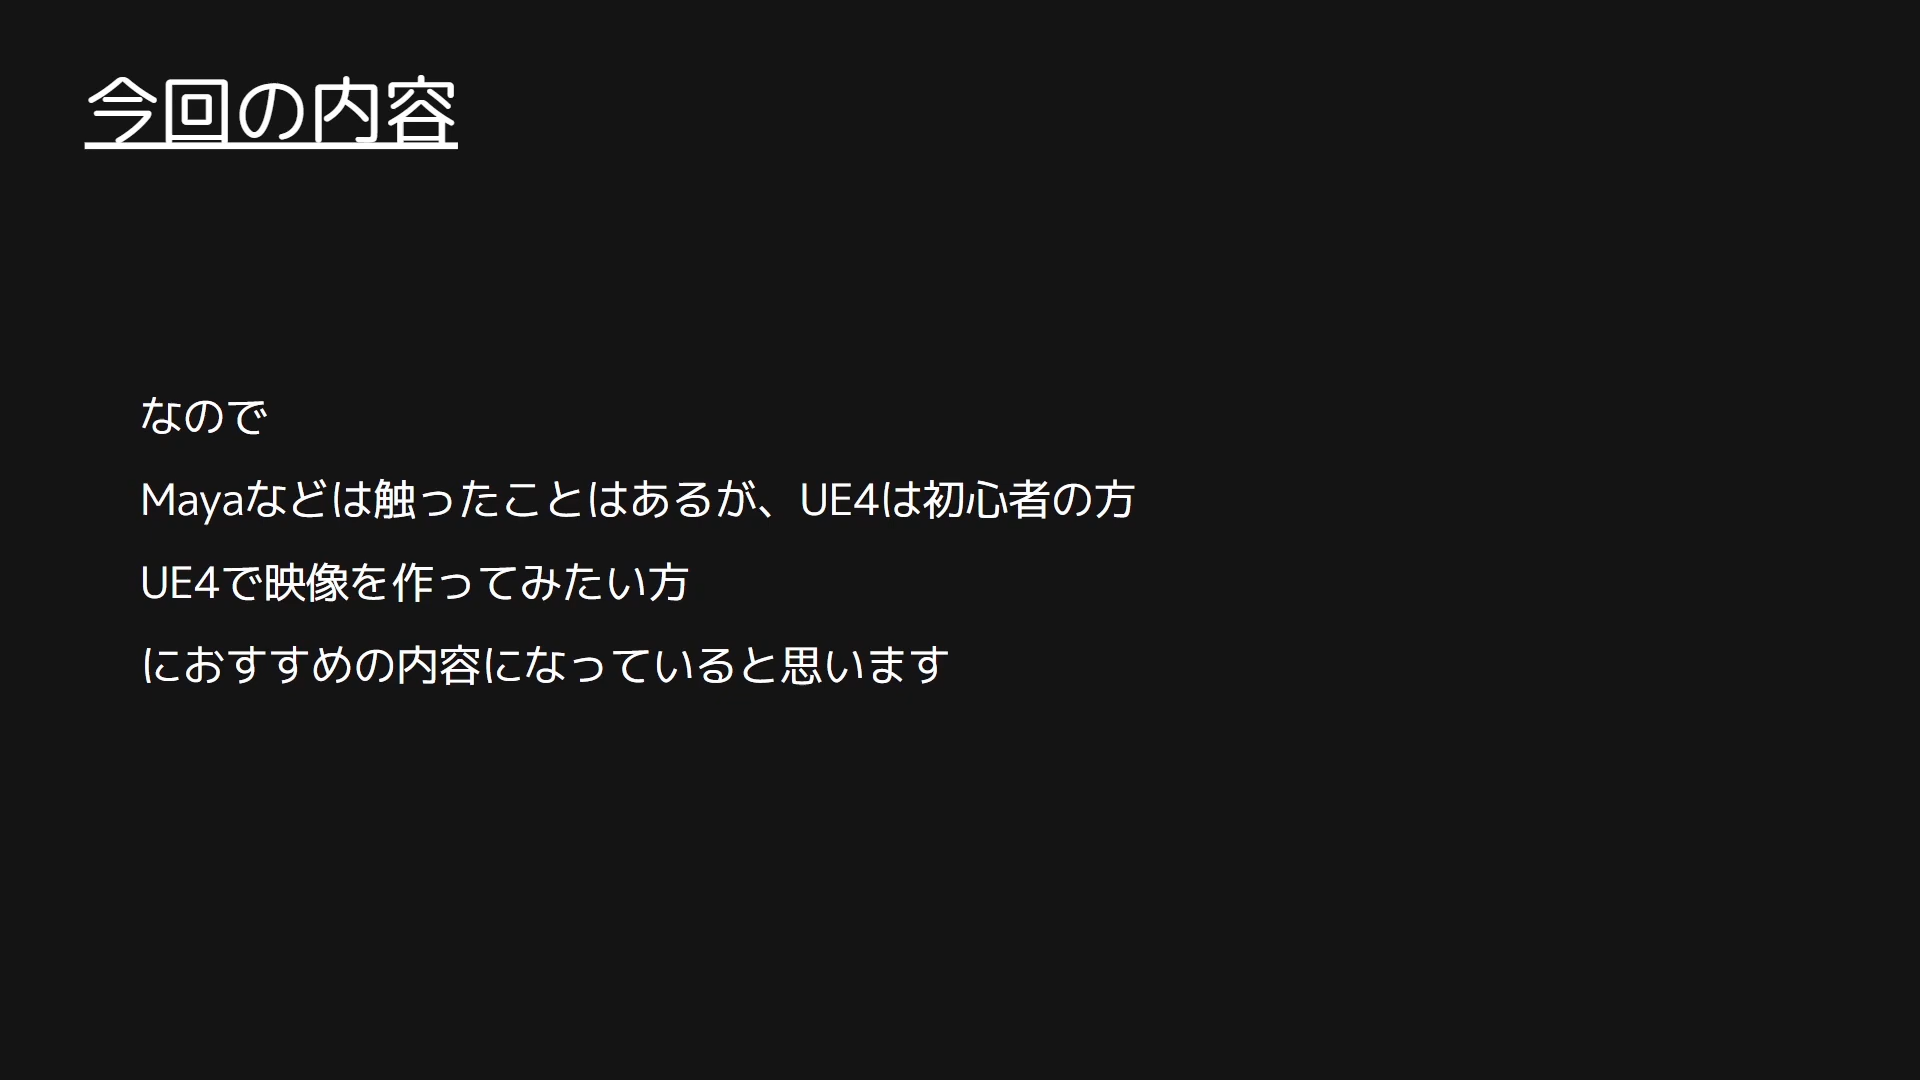 今回の内容
なので
Mayaなどは触ったことはあるが、UE4は初心者の方
UE4で映像を作ってみたい方
におすすめの内容になっていると思います